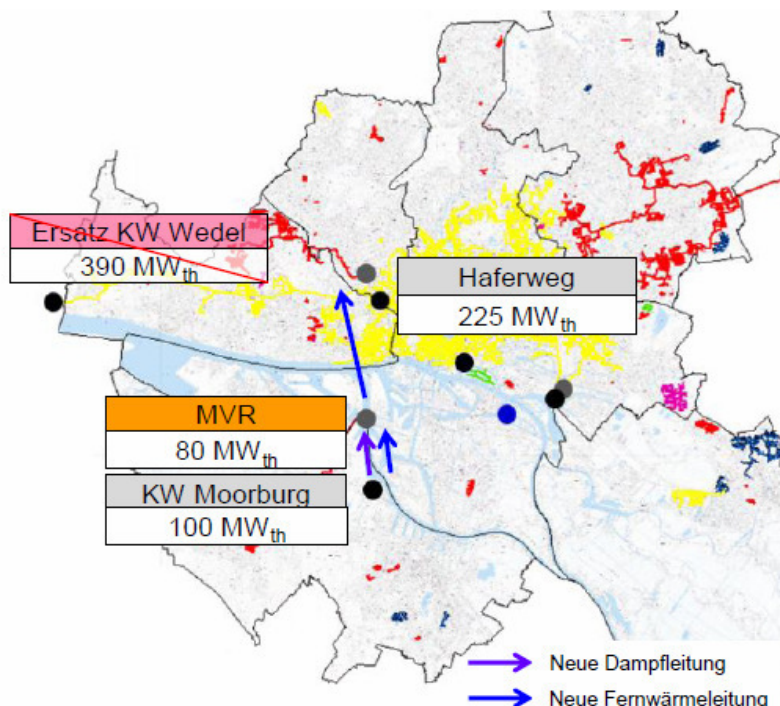 Ersatz KW Wedel
390 MWth
Haferweg
225 MWth
MVR
80 MWth
KW Moorburg
100 MWth
Neue Dampfleitung
Neue Fernwärmeleitung